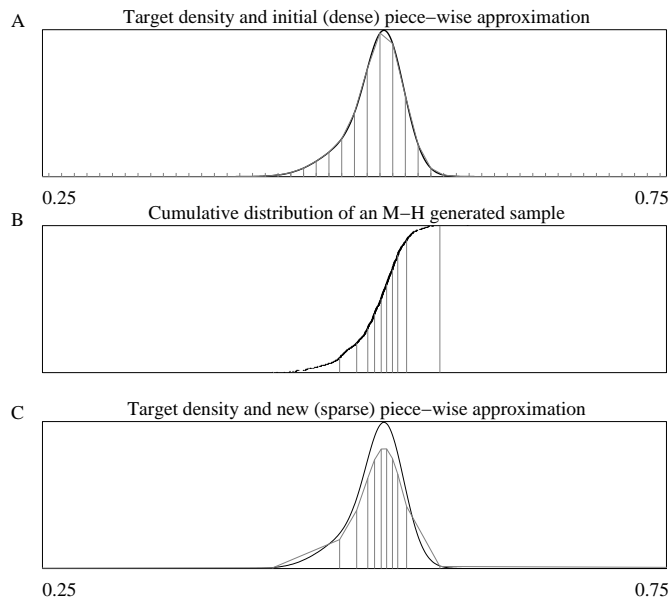 A
Target density and initial (dense) piece−wise approximation
0.25
0.75
B
Cumulative distribution of an M−H generated sample
C
Target density and new (sparse) piece−wise approximation
0.25
0.75